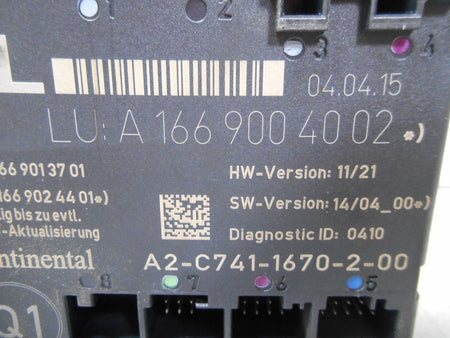 1 2
3 4
L 04.04.15
LU: A 166 900 40 02 *)
66 901 37 01 HW-Version: 11/21
166 902 44 01*) SW-Version: 14/04_00*)
ig bis zu evtl.
-Aktualisierung Diagnostic ID: 0410
ntinental A2-C741-1670-2-00
8 7 6 5
Q1